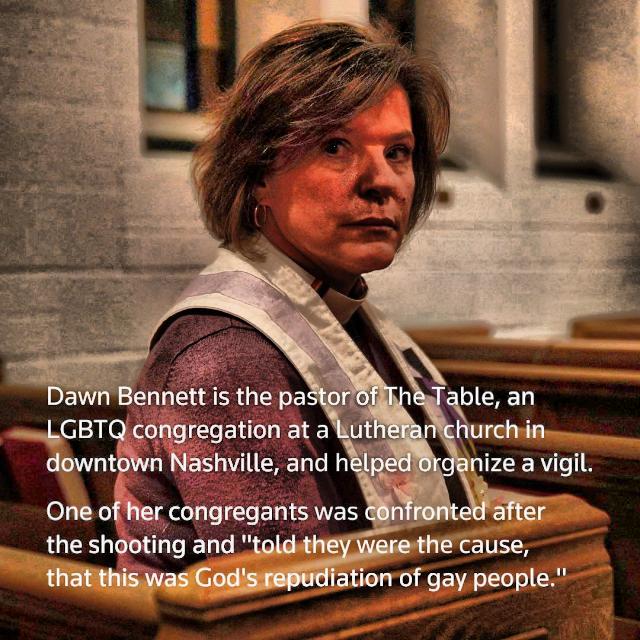 Dawn Bennett is the pastor of The Table, an
LGBTQ congregation at a Lutheran church in
downtown Nashville, and helped organize a vigil.
One of her congregants was confronted after
the shooting and "told they were the cause,
that this was God's repudiation of gay people."